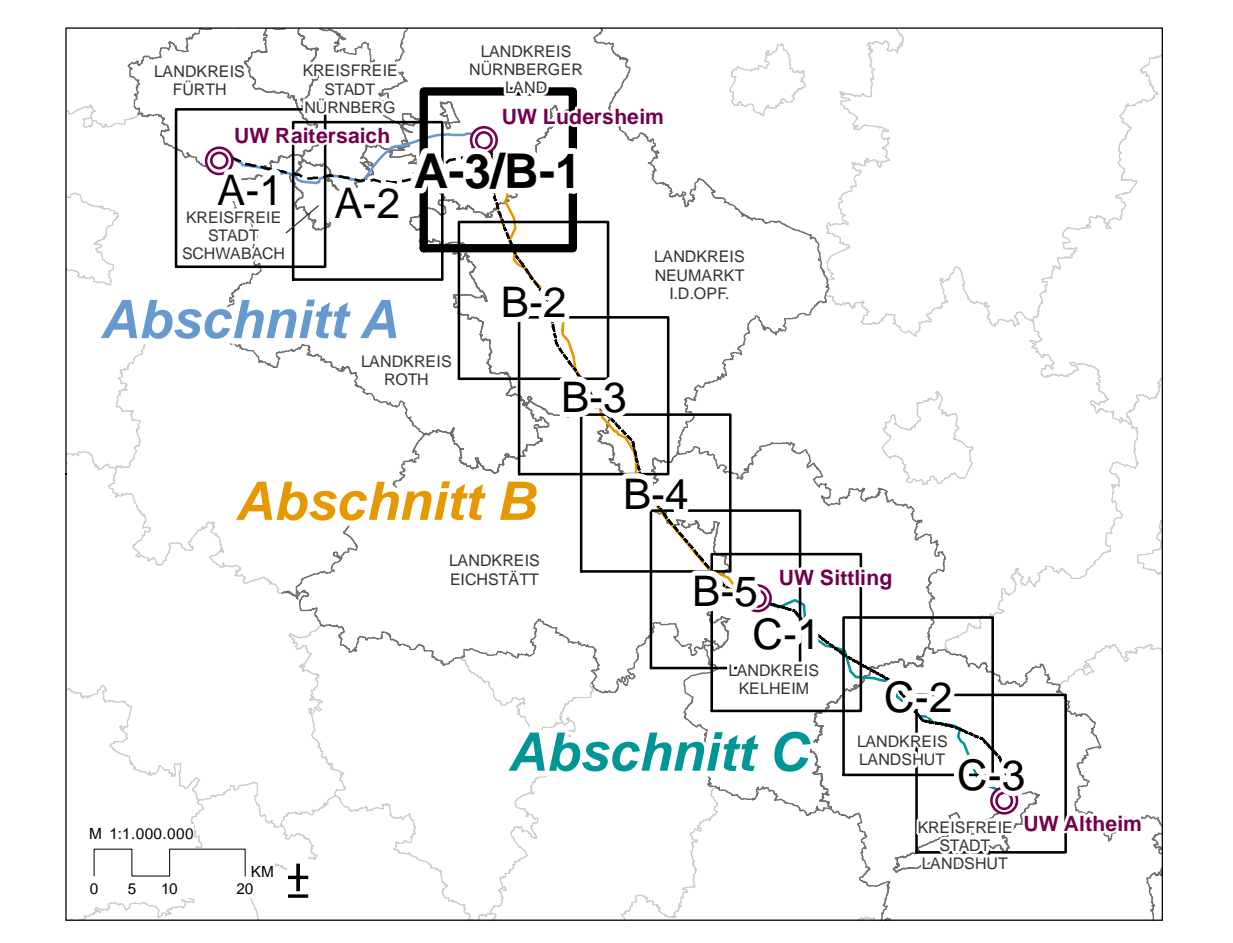 LANDKREIS
NÜRNBERGER
LAND
LANDKREIS
FÜRTH
KREISFREIE
STADT
NÜRNBERG
UW Ludersheim
UW Raitersaich
A-3/B-1
A-1
A-2
KREISFREIE
STADT
SCHWABACH
LANDKREIS
NEUMARKT
I.D.OPF.
B-2
Abschnitt A
LANDKREIS
ROTH
B-3
Abschnitt B
B-4
LANDKREIS
EICHSTÄTT
UW Sittling
B-5
C-1
LANDKREIS
KELHEIM
C-2
Abschnitt C
LANDKREIS
LANDSHUT
C-3
UW Altheim
KREISFREIE
STADT
LANDSHUT
M 1:1.000.000
KM
0 5 10 20